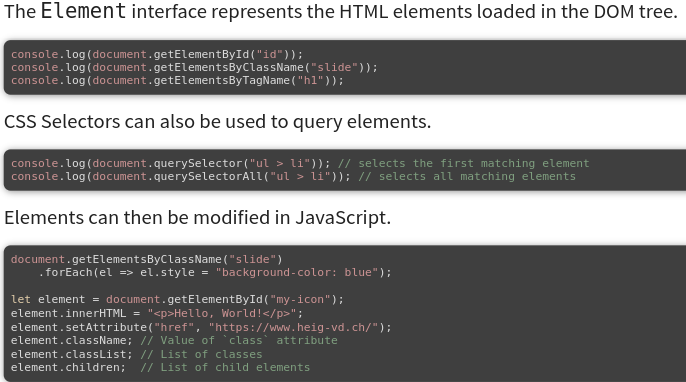 The Element interface represents the HTML elements loaded in the DOM tree.
console.log(document.getElementById("id"));
console.log(document.getElementsByClassName("slide"));
console.log(document.getElementsByTagName("h1"));
CSS Selectors can also be used to query elements.
console.log(document.querySelector("ul > li")); // selects the first matching element
console.log(document.querySelectorAll("ul > li")); // selects all matching elements
Elements can then be modified in JavaScript.
document.getElementsByClassName("slide")
    .forEach(el => el.style = "background-color: blue");
let element = document.getElementById("my-icon");
element.innerHTML = "<p>Hello, World!</p>";
element.setAttribute("href", "https://www.heig-vd.ch/");
element.className; // Value of `class` attribute
element.classList; // List of classes
element.children;  // List of child elements